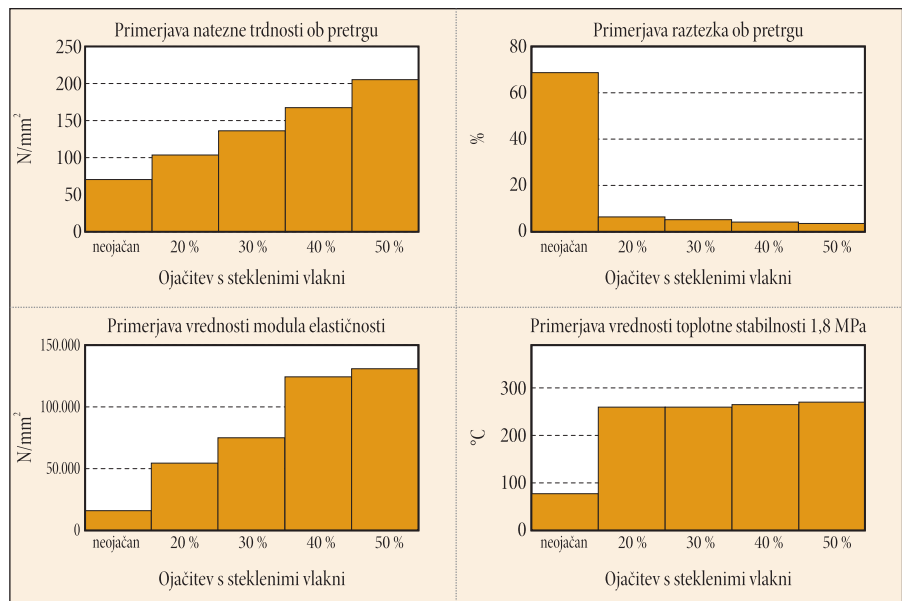 Primerjava natezne trdnosti ob pretrgu
250
200
150
100
50
0
N/mm²
neojačan 20 % 30 % 40 % 50 %
Ojačitev s steklenimi vlakni
Primerjava raztezka ob pretrgu
80
60
40
20
0
%
neojačan 20 % 30 % 40 % 50 %
Ojačitev s steklenimi vlakni
Primerjava vrednosti modula elastičnosti
150.000
100.000
50.000
0
N/mm²
neojačan 20 % 30 % 40 % 50 %
Ojačitev s steklenimi vlakni
Primerjava vrednosti toplotne stabilnosti 1,8 MPa
300
200
100
0
°C
neojačan 20 % 30 % 40 % 50 %
Ojačitev s steklenimi vlakni